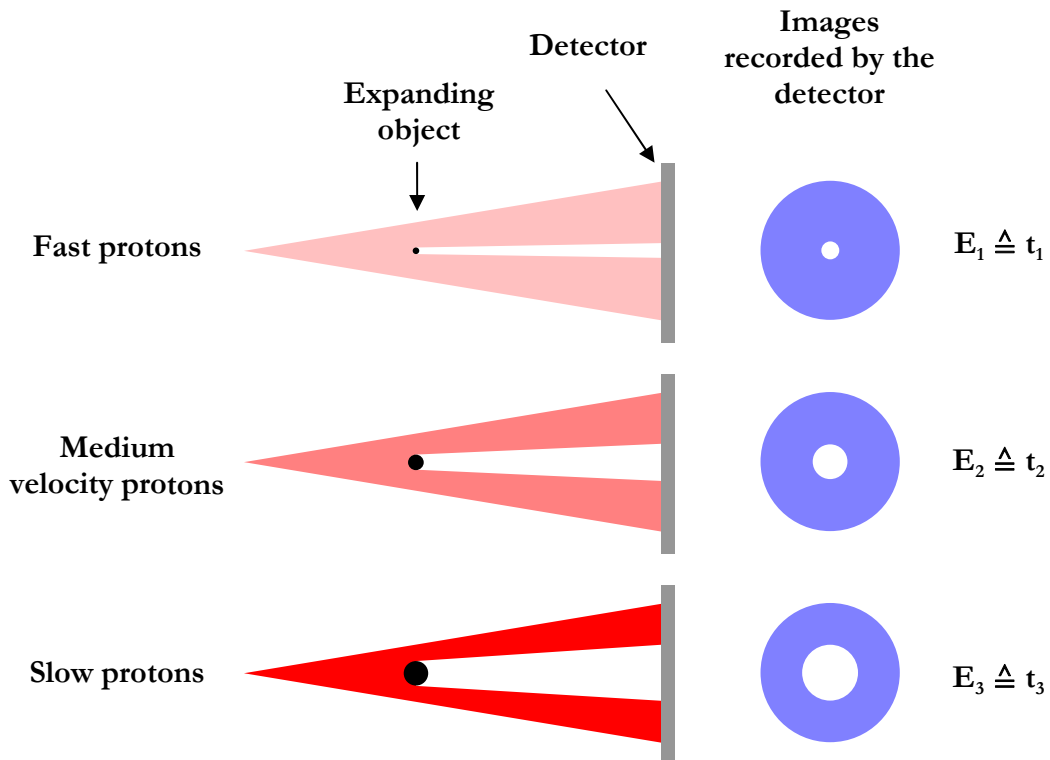 Images
recorded by the
detector
Detector
Expanding
object
Fast protons
E₁ ≙ t₁
Medium
velocity protons
E₂ ≙ t₂
Slow protons
E₃ ≙ t₃